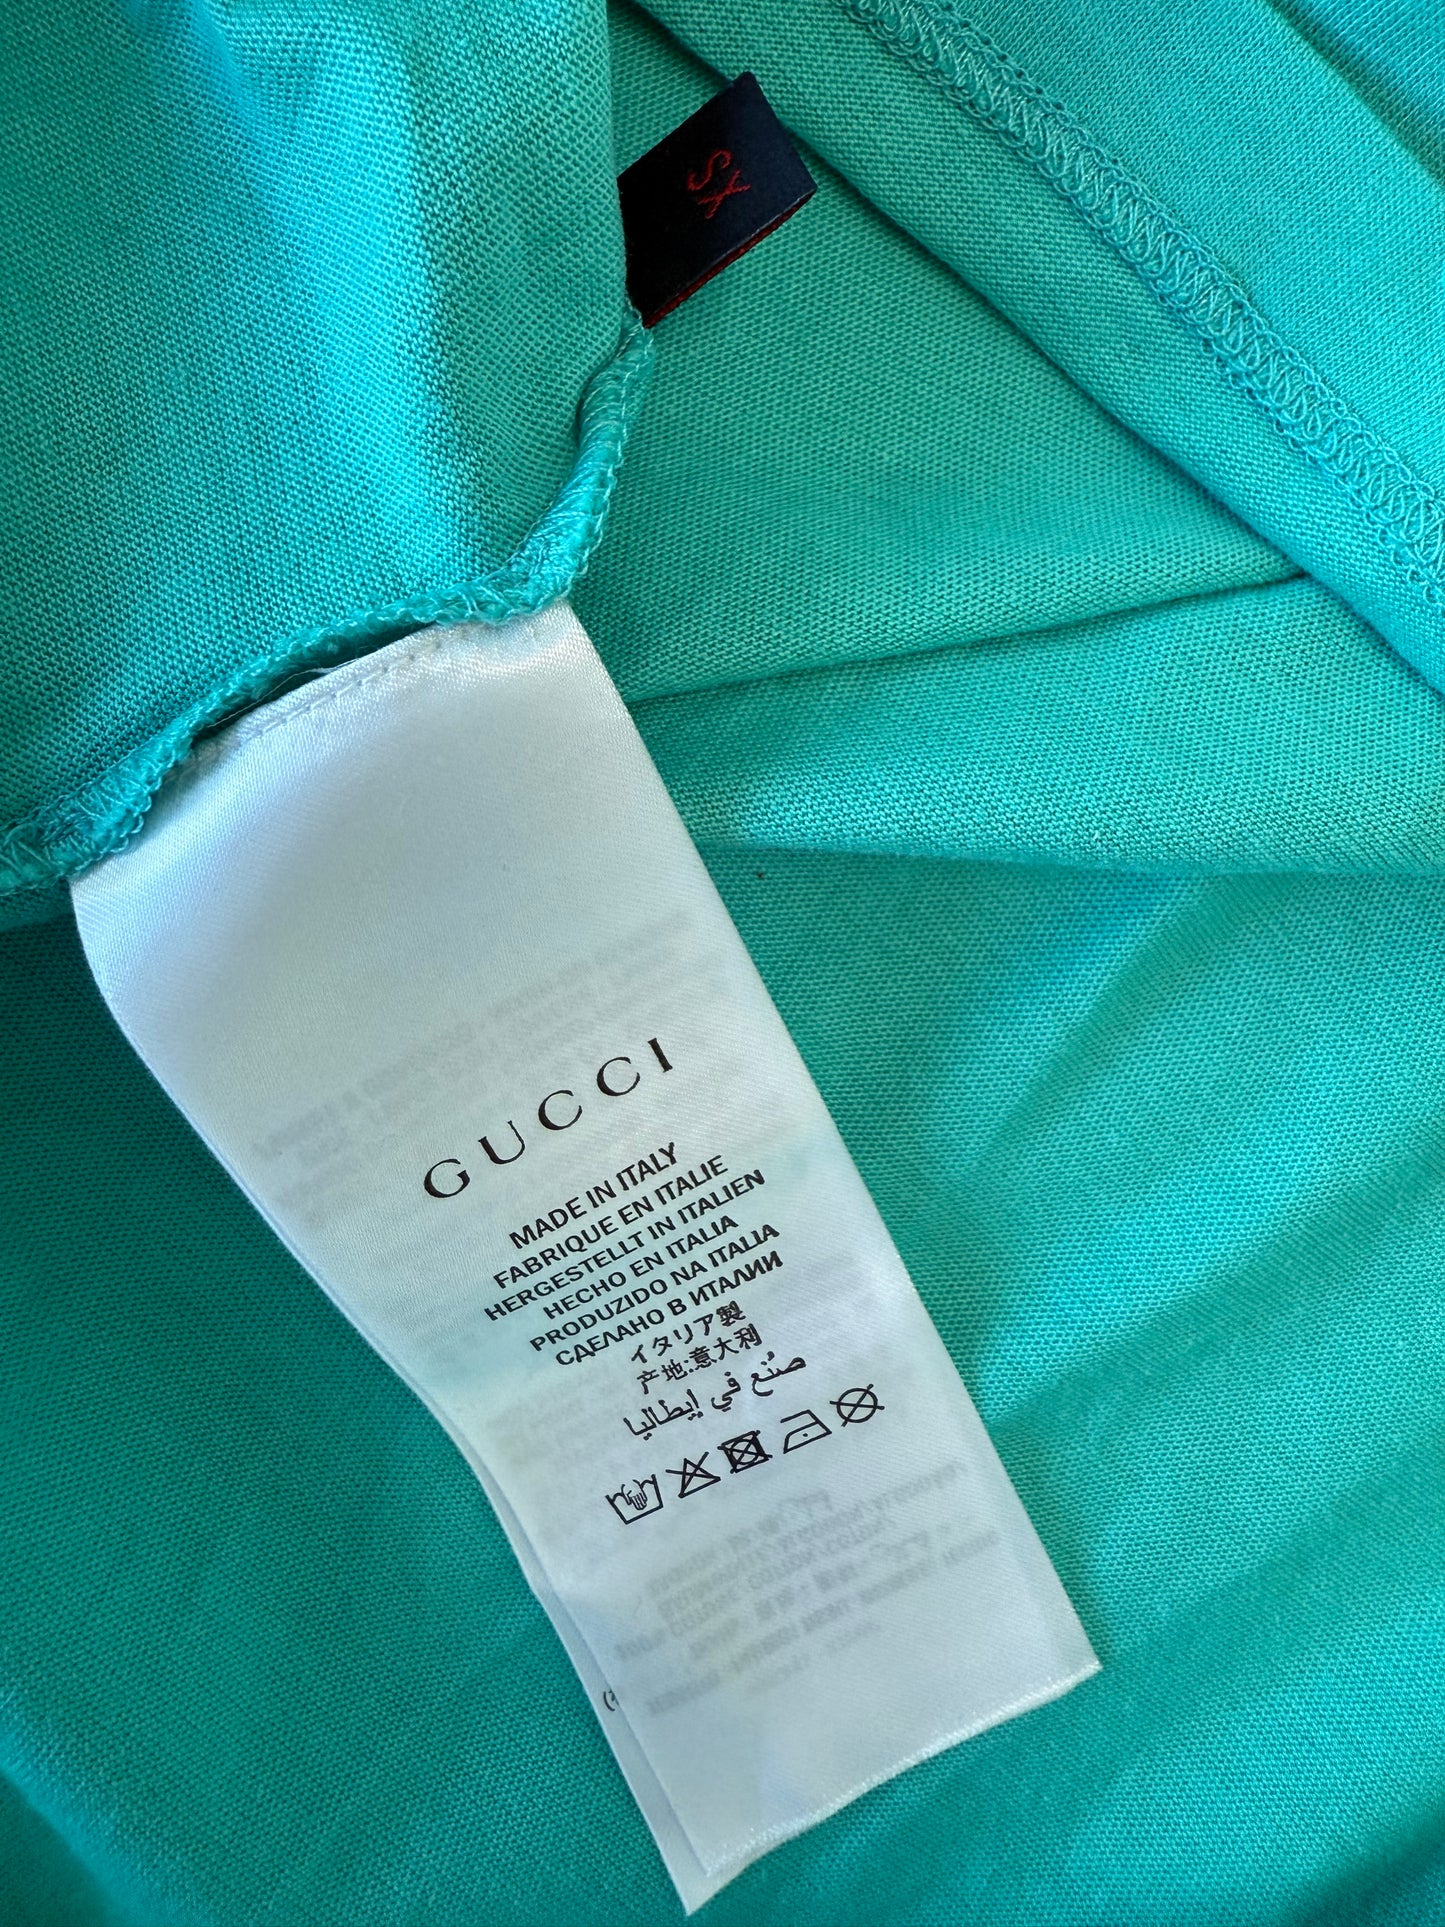 XS
GUCCI
MADE IN ITALY
FABRIQUE EN ITALIE
HERGESTELLT IN ITALIEN
HECHO EN ITALIA
PRODUZIDO NA ITALIA
СДЕЛАНО В ИТАЛИИ
イタリア製
产地:意大利
صنع في إيطاليا